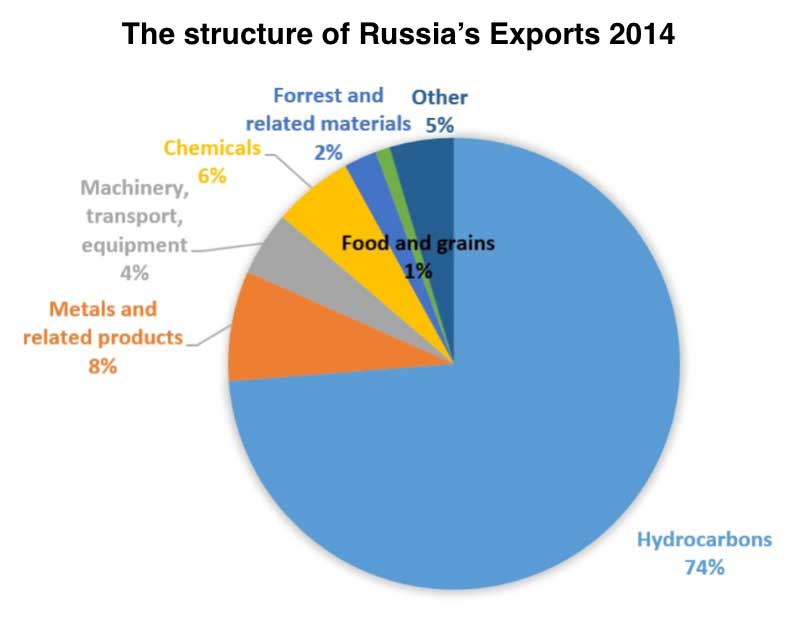 The structure of Russia’s Exports 2014
Forrest and
related materials
2%
Other
5%
Chemicals
6%
Machinery,
transport,
equipment
4%
Food and grains
1%
Metals and
related products
8%
Hydrocarbons
74%